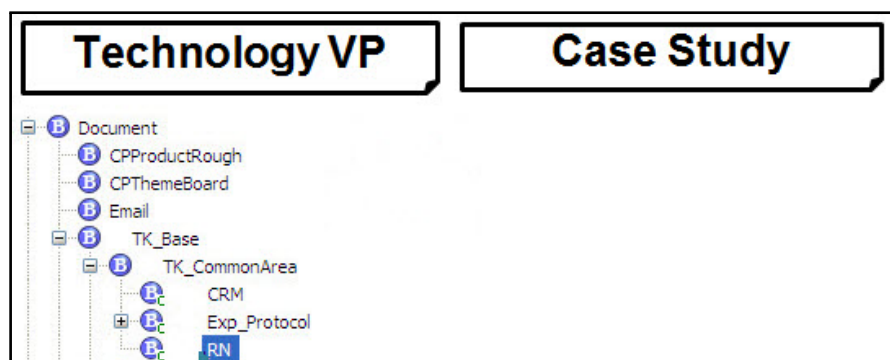 Technology VP
Case Study
Document
CPProductRough
CPThemeBoard
Email
TK_Base
TK_CommonArea
CRM
Exp_Protocol
RN